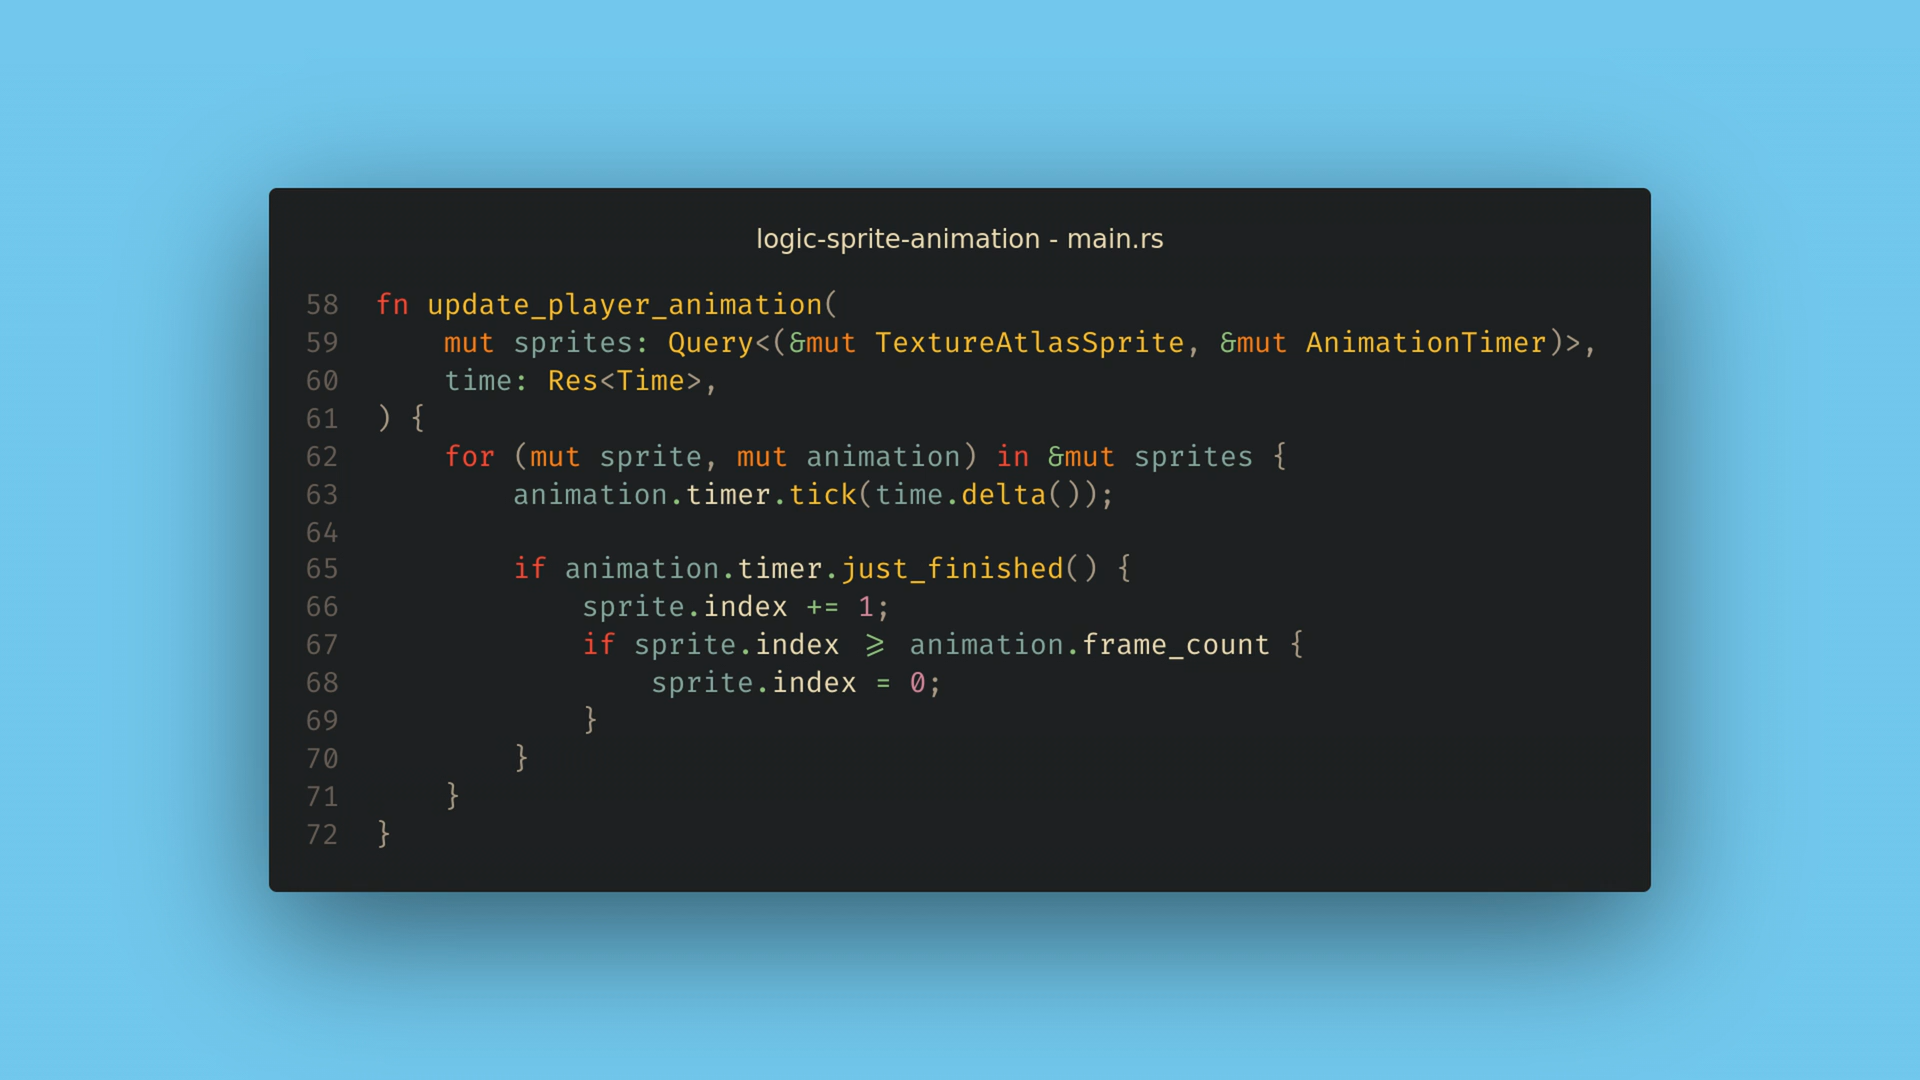 logic-sprite-animation - main.rs
58 fn update_player_animation(
59     mut sprites: Query<(&mut TextureAtlasSprite, &mut AnimationTimer)>,
60     time: Res<Time>,
61 ) {
62     for (mut sprite, mut animation) in &mut sprites {
63         animation.timer.tick(time.delta());
64
65         if animation.timer.just_finished() {
66             sprite.index += 1;
67             if sprite.index >= animation.frame_count {
68                 sprite.index = 0;
69             }
70         }
71     }
72 }